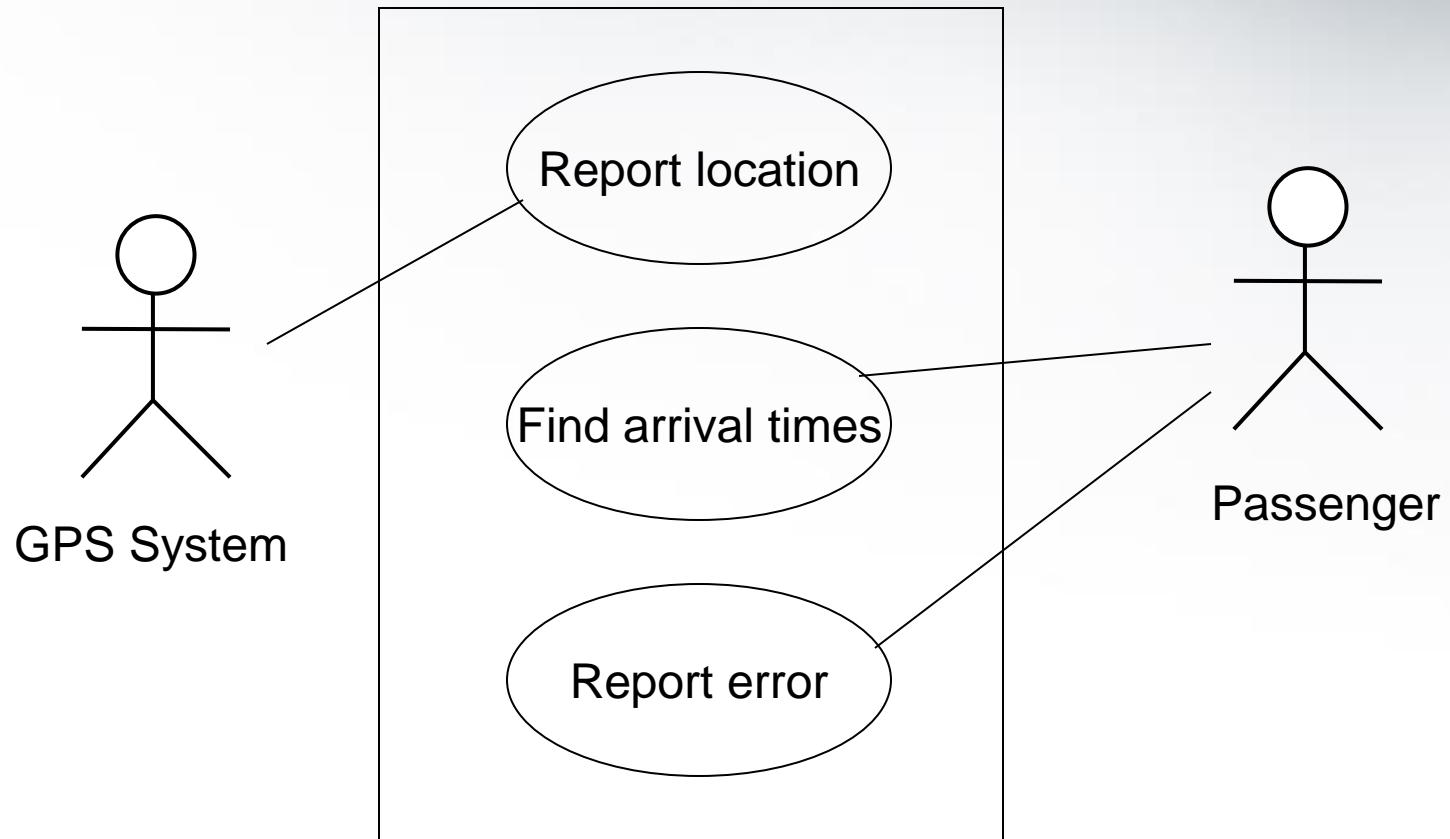 Report location
Find arrival times
Report error
GPS System
Passenger